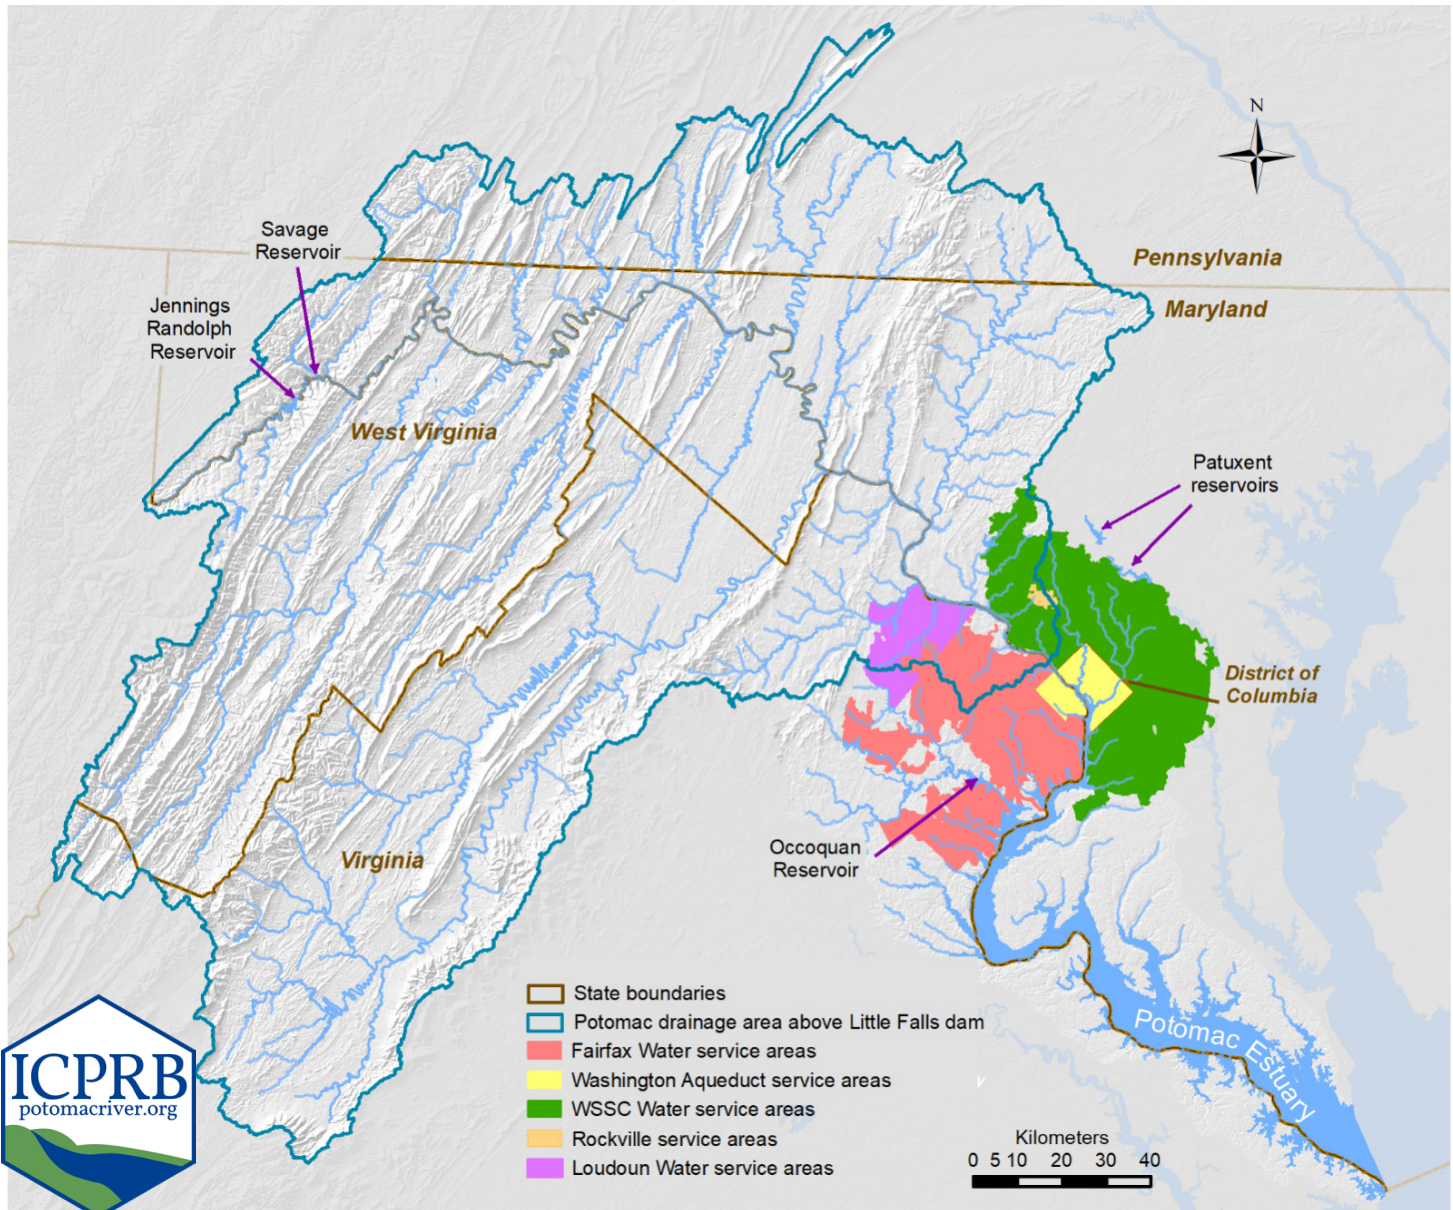 N
Savage
Reservoir
Pennsylvania
Jennings
Randolph
Reservoir
Maryland
West Virginia
Patuxent
reservoirs
District of
Columbia
Occoquan
Reservoir
Virginia
State boundaries
Potomac drainage area above Little Falls dam
Fairfax Water service areas
Washington Aqueduct service areas
WSSC Water service areas
Rockville service areas
Loudoun Water service areas
Potomac Estuary
Kilometers
0 5 10 20 30 40
ICPRB
potomacriver.org